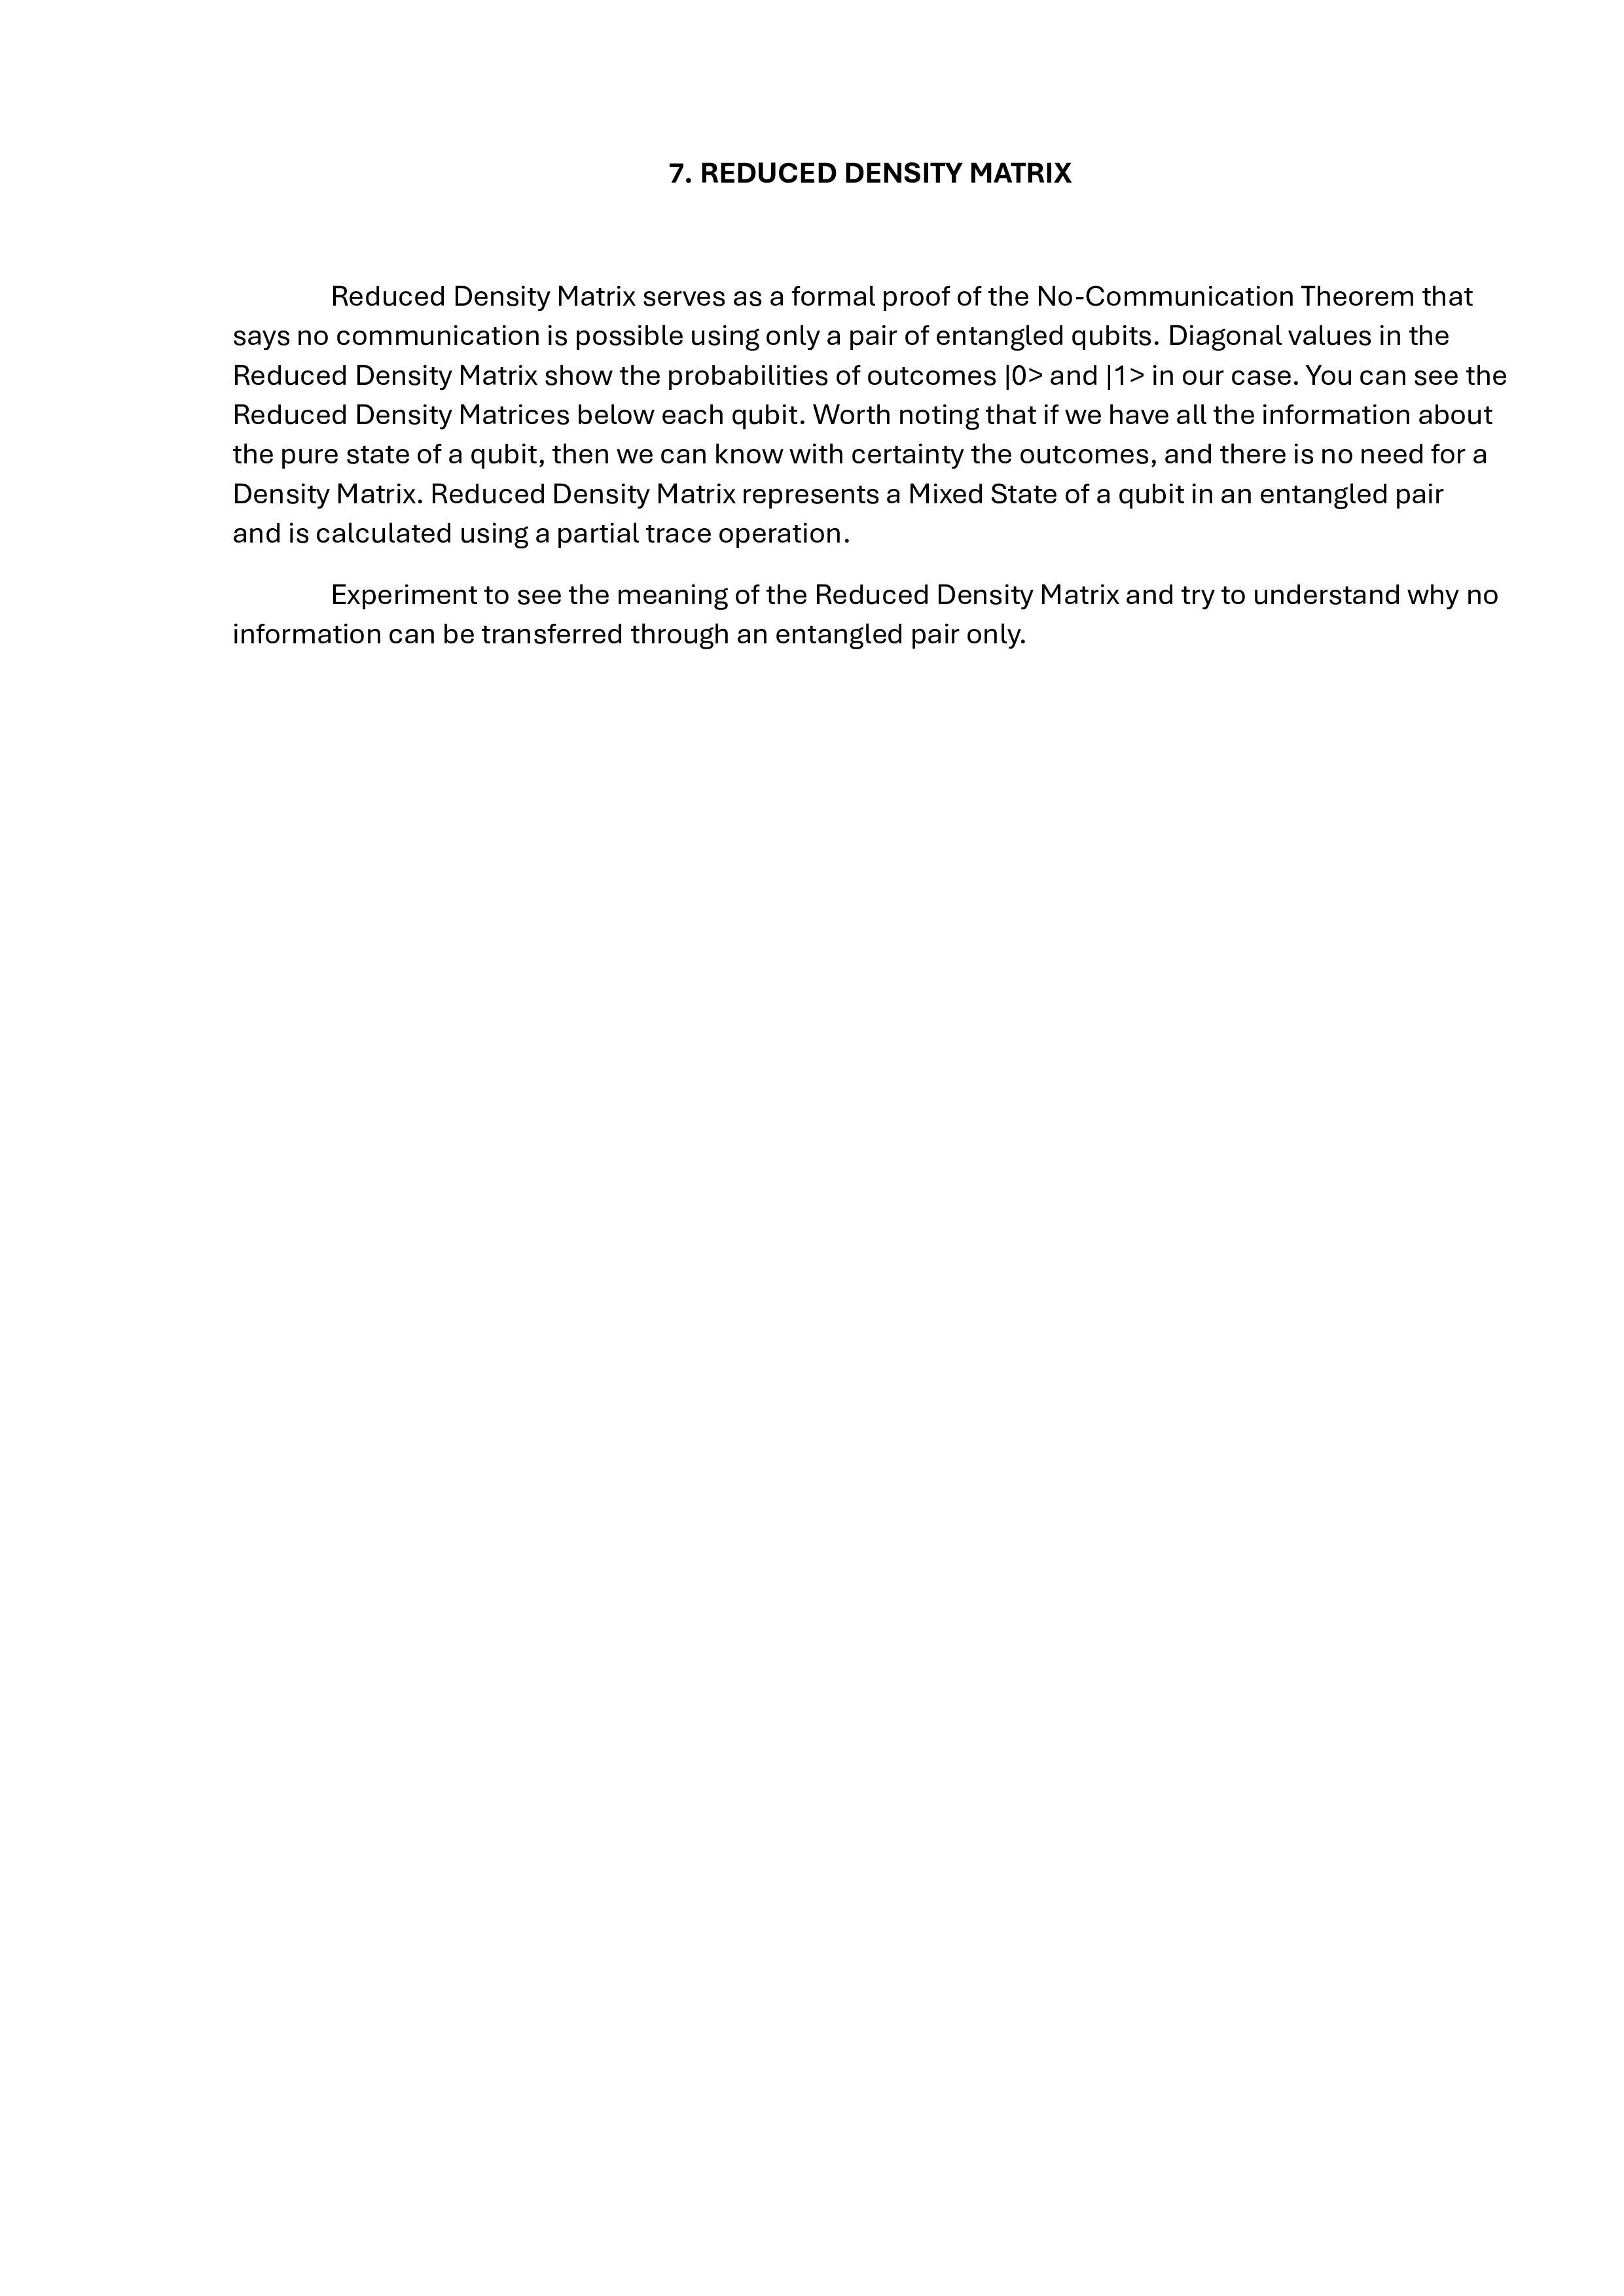 7. REDUCED DENSITY MATRIX
Reduced Density Matrix serves as a formal proof of the No-Communication Theorem that
says no communication is possible using only a pair of entangled qubits. Diagonal values in the
Reduced Density Matrix show the probabilities of outcomes |0> and |1> in our case. You can see the
Reduced Density Matrices below each qubit. Worth noting that if we have all the information about
the pure state of a qubit, then we can know with certainty the outcomes, and there is no need for a
Density Matrix. Reduced Density Matrix represents a Mixed State of a qubit in an entangled pair
and is calculated using a partial trace operation.
Experiment to see the meaning of the Reduced Density Matrix and try to understand why no
information can be transferred through an entangled pair only.